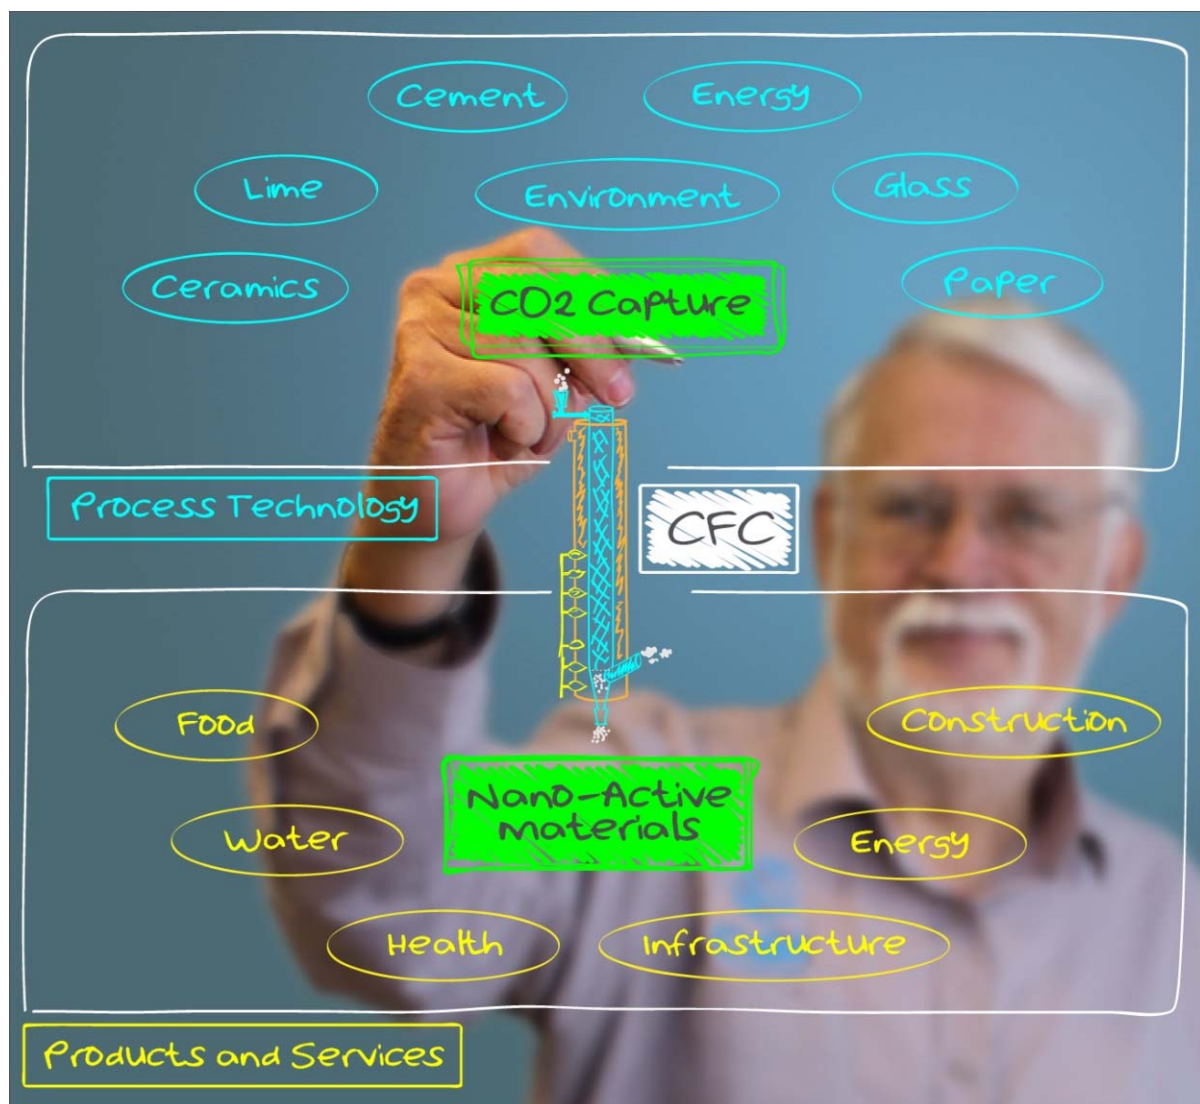 Cement
Energy
Lime
Environment
Glass
Ceramics
CO2 Capture
Paper
Process Technology
CFC
Food
Construction
Nano-Active
materials
Water
Energy
Health
Infrastructure
Products and Services